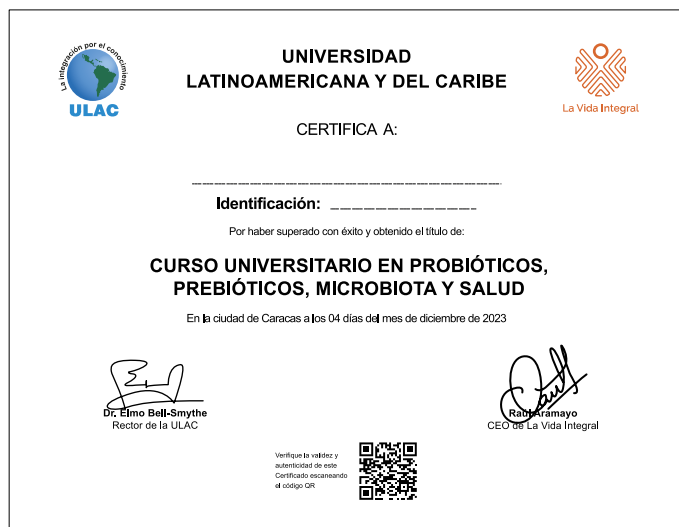 La integración por el conocimiento
ULAC
UNIVERSIDAD
LATINOAMERICANA Y DEL CARIBE
La Vida Integral
CERTIFICA A:
Identificación:
Por haber superado con éxito y obtenido el título de:
CURSO UNIVERSITARIO EN PROBIÓTICOS,
PREBIÓTICOS, MICROBIOTA Y SALUD
En la ciudad de Caracas a los 04 días del mes de diciembre de 2023
Dr. Elmo Bell-Smythe
Rector de la ULAC
Raúl Aramayo
CEO de La Vida Integral
Verifique la validez y
autenticidad de este
Certificado escaneando
el código QR